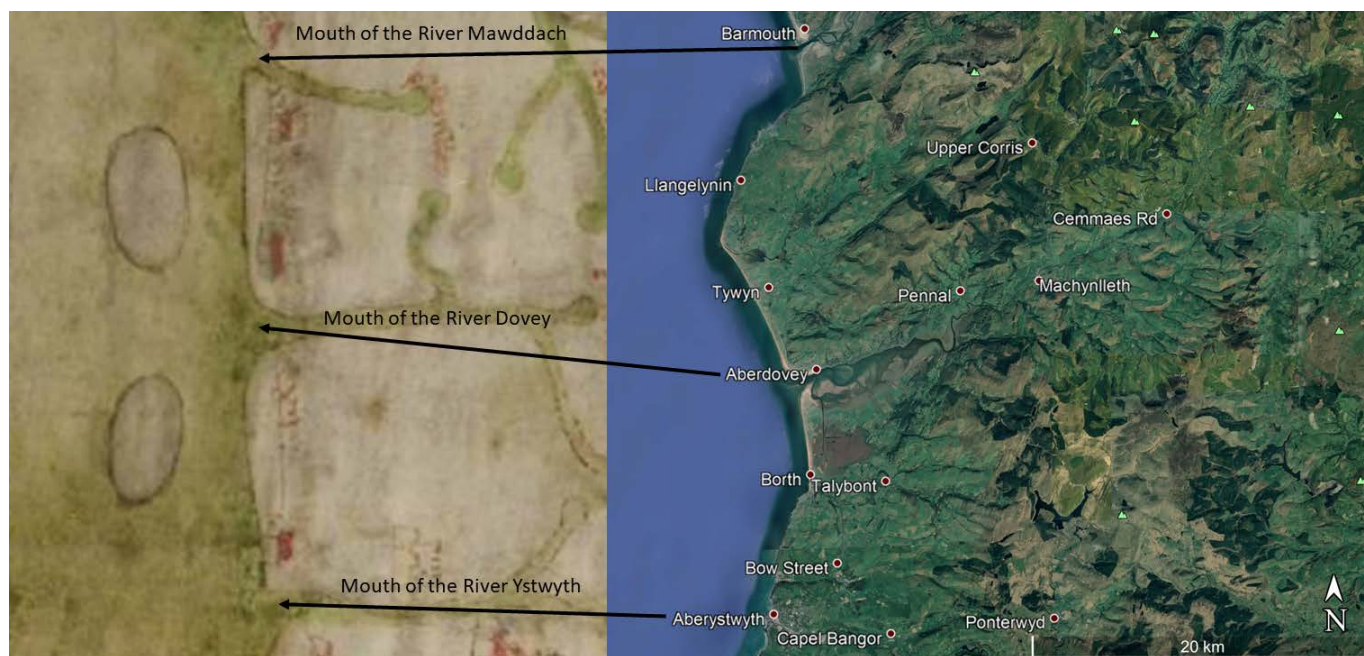 Mouth of the River Mawddach
Barmouth
Upper Corris
Llangelynin
Cemmaes Rd
Tywyn
Pennal
Machynlleth
Mouth of the River Dovey
Aberdovey
Borth
Talybont
Bow Street
Mouth of the River Ystwyth
Aberystwyth
Capel Bangor
Ponterwyd
N
20 km